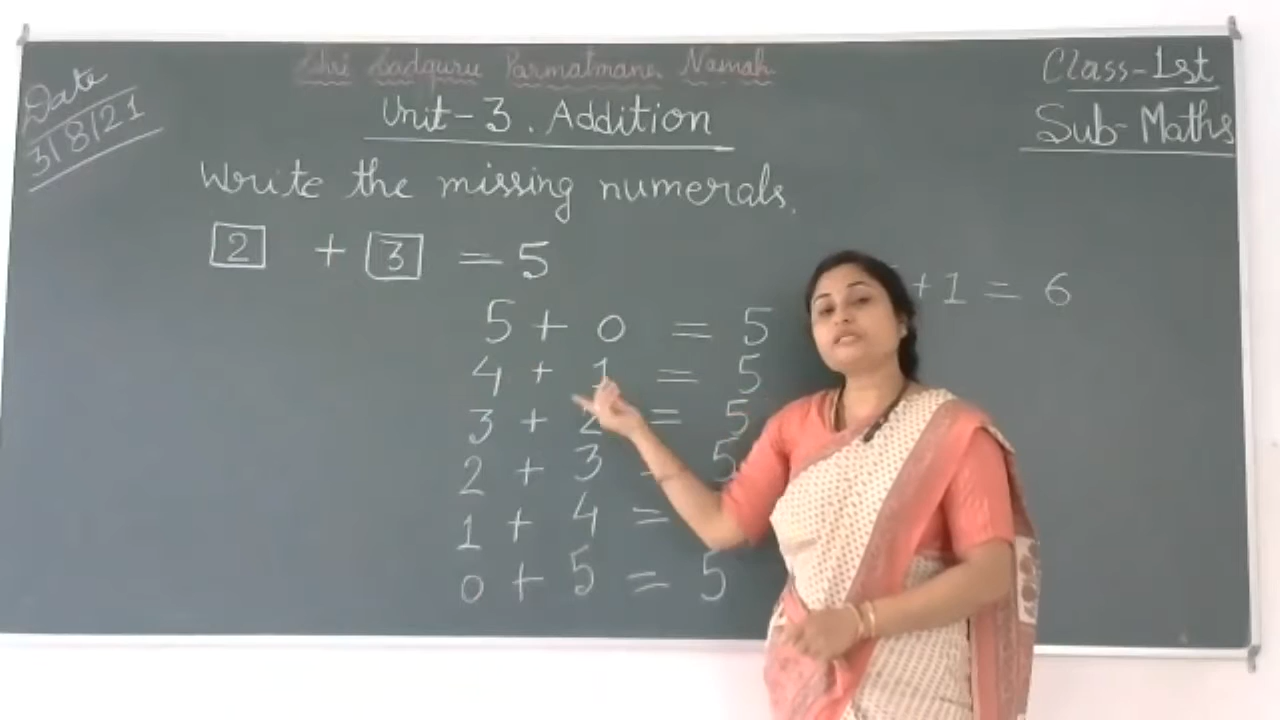 Shri Sadguru Parmatmane Namah
Date
3/8/21
Class-1st
Sub-Maths
Unit-3. Addition
Write the missing numerals.
2 + 3 = 5
5 + 0 = 5
4 + 1 = 5
3 + 2 = 5
2 + 3 = 5
1 + 4 =
0 + 5 = 5
+1 = 6